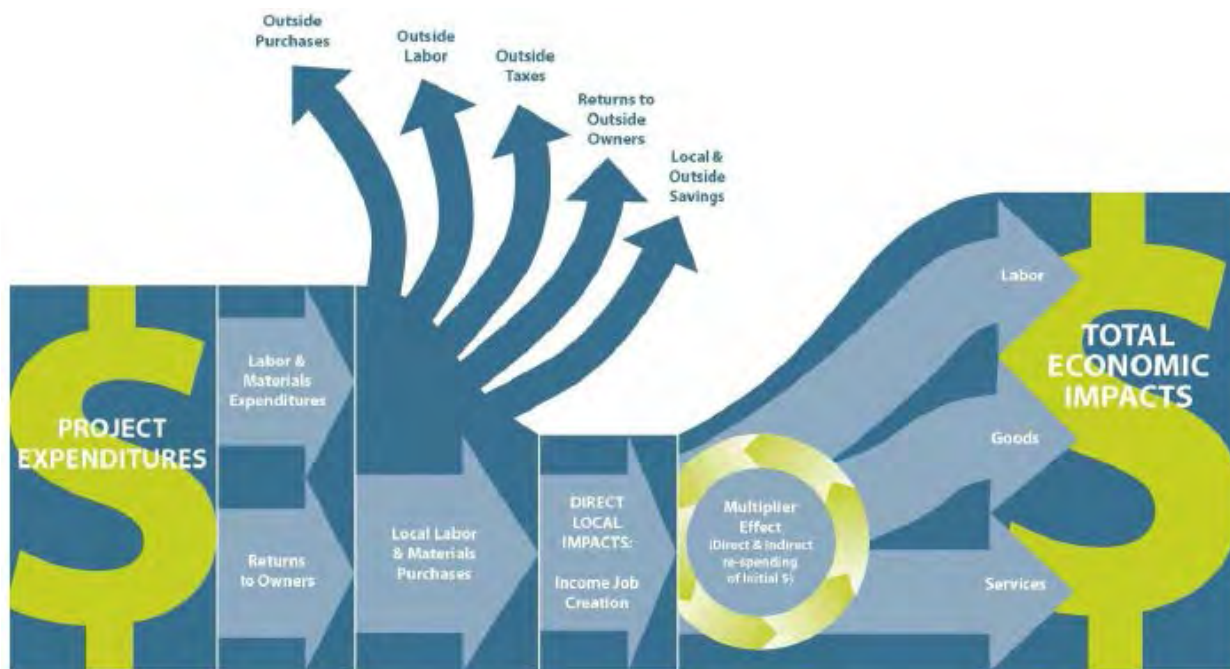 Outside
Purchases
Outside
Labor
Outside
Taxes
Returns to
Outside
Owners
Local &
Outside
Savings
PROJECT
EXPENDITURES
Labor &
Materials
Expenditures
Returns
to Owners
Local Labor
& Materials
Purchases
DIRECT
LOCAL
IMPACTS:
Income Job
Creation
Multiplier
Effect
(Direct & Indirect
re-spending
of Initial $)
Labor
Goods
Services
TOTAL
ECONOMIC
IMPACTS